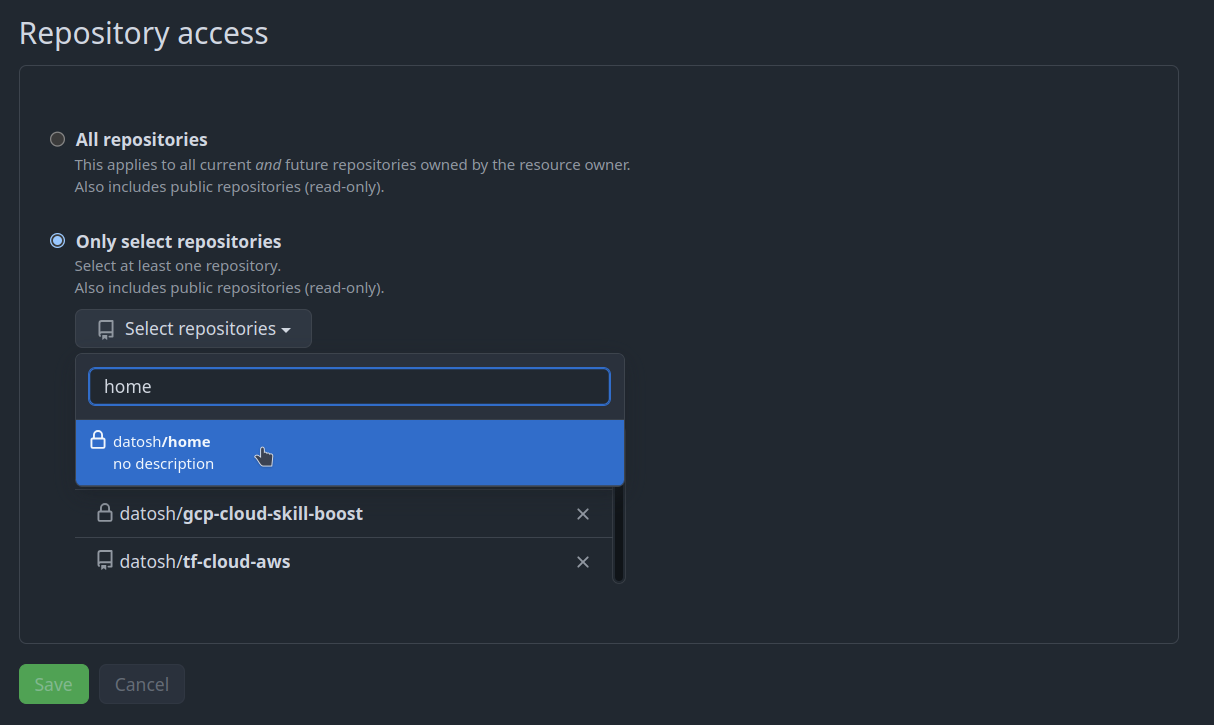 Repository access
All repositories
This applies to all current and future repositories owned by the resource owner.
Also includes public repositories (read-only).
Only select repositories
Select at least one repository.
Also includes public repositories (read-only).
Select repositories
home
datosh/home
no description
datosh/gcp-cloud-skill-boost
datosh/tf-cloud-aws
Save Cancel